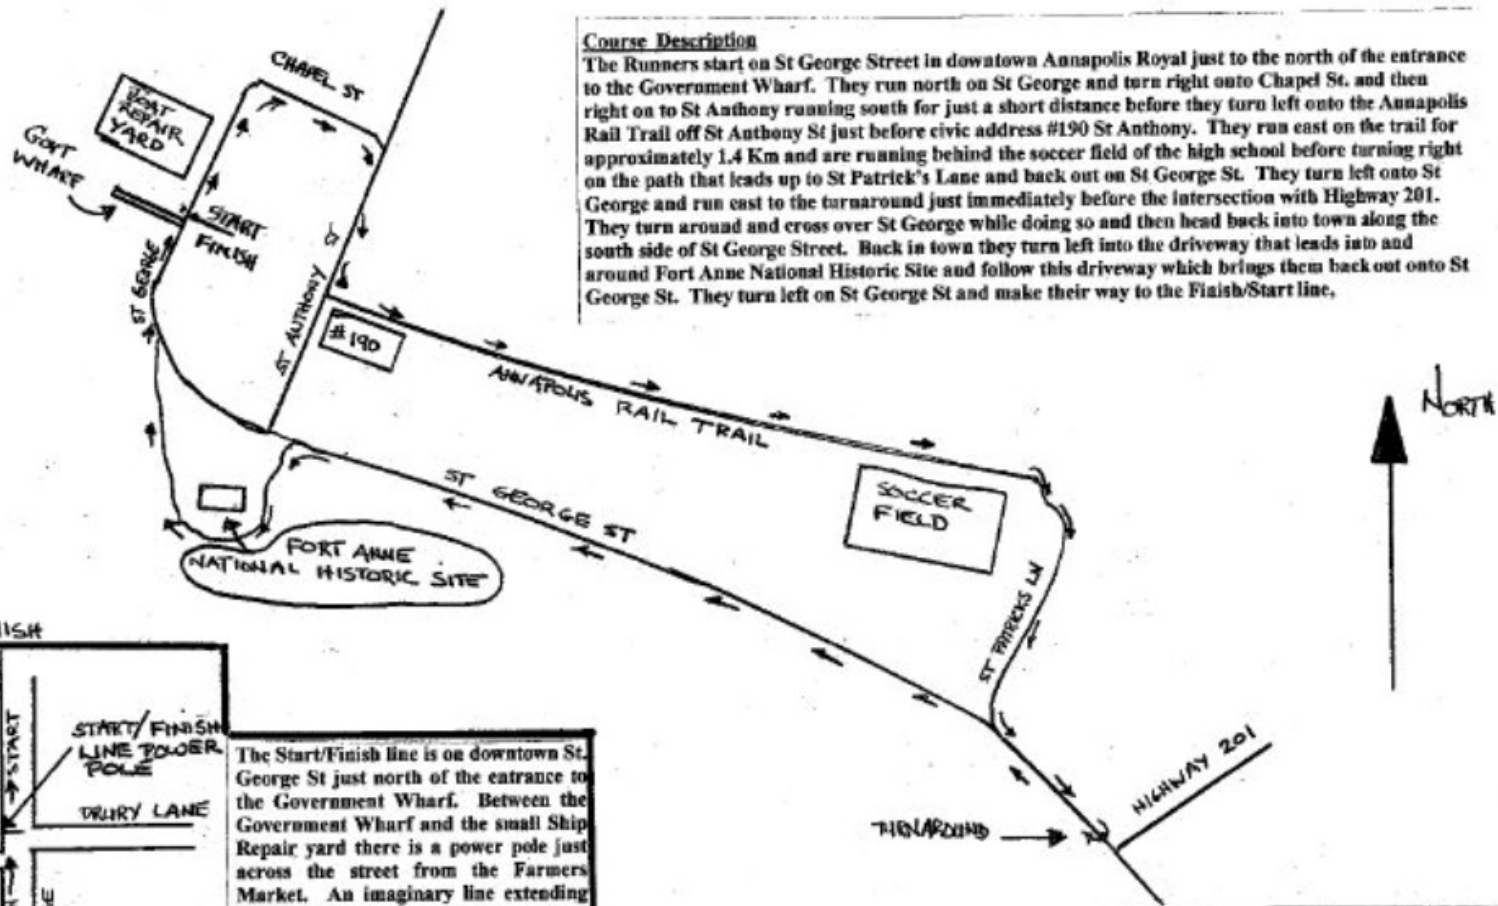 Course Description
The Runners start on St George Street in downtown Annapolis Royal just to the north of the entrance
to the Government Wharf. They run north on St George and turn right onto Chapel St. and then
right on to St Anthony running south for just a short distance before they turn left onto the Annapolis
Rail Trail off St Anthony St just before civic address #190 St Anthony. They run east on the trail for
approximately 1.4 Km and are running behind the soccer field of the high school before turning right
on the path that leads up to St Patrick's Lane and back out on St George St. They turn left onto St
George and run east to the turnaround just immediately before the intersection with Highway 201.
They turn around and cross over St George while doing so and then head back into town along the
south side of St George Street. Back in town they turn left into the driveway that leads into and
around Fort Anne National Historic Site and follow this driveway which brings them back out onto St
George St. They turn left on St George St and make their way to the Finish/Start line.
CHAPEL ST
BOAT
REPAIR
YARD
GOVT
WHARF
START
FINISH
ST GEORGE
ST ANTHONY
#190
ANNAPOLIS RAIL TRAIL
NORTH
ST GEORGE ST
SOCCER
FIELD
FORT ANNE
NATIONAL HISTORIC SITE
ST PATRICKS LN
HIGHWAY 201
TURNAROUND
ISH
START
START/FINISH
LINE POWER
POLE
DRURY LANE
The Start/Finish line is on downtown St.
George St just north of the entrance to
the Government Wharf. Between the
Government Wharf and the small Ship
Repair yard there is a power pole just
across the street from the Farmers
Market. An imaginary line extending